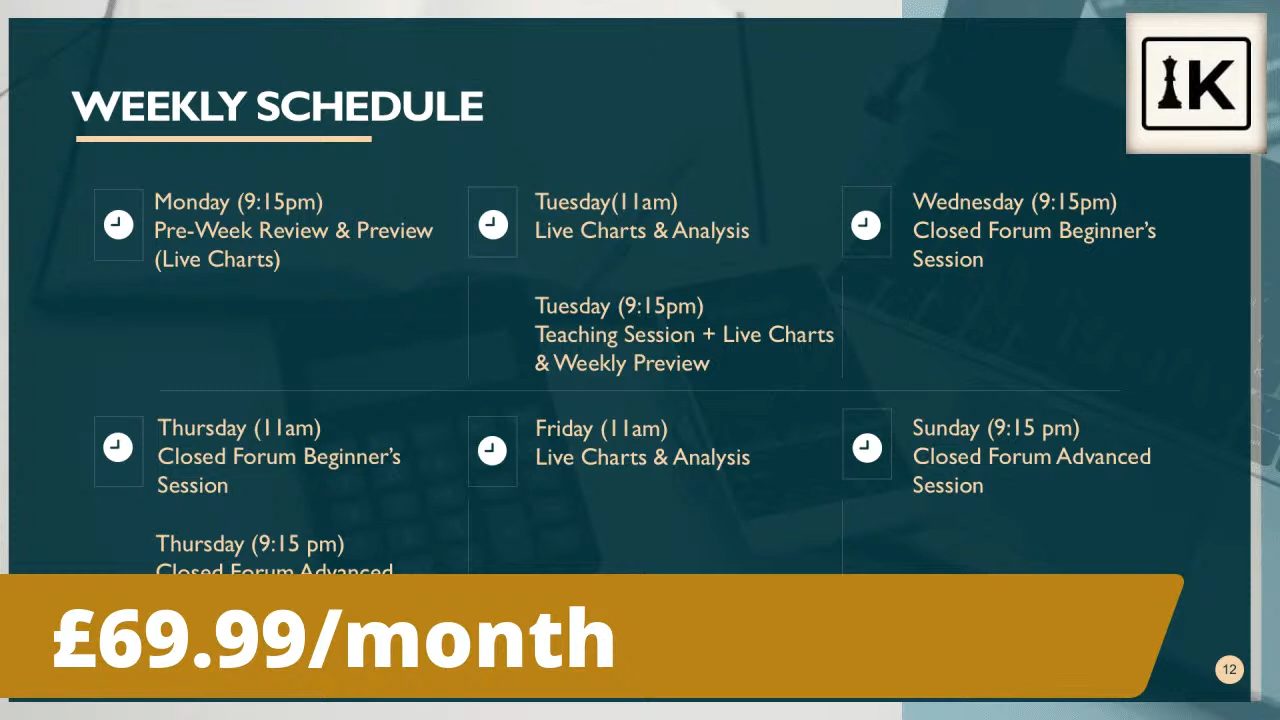 WEEKLY SCHEDULE
K
Monday (9:15pm)
Pre-Week Review & Preview
(Live Charts)
Tuesday(11am)
Live Charts & Analysis
Tuesday (9:15pm)
Teaching Session + Live Charts
& Weekly Preview
Wednesday (9:15pm)
Closed Forum Beginner's
Session
Thursday (11am)
Closed Forum Beginner's
Session
Thursday (9:15 pm)
Closed Forum Advanced
Friday (11am)
Live Charts & Analysis
Sunday (9:15 pm)
Closed Forum Advanced
Session
£69.99/month
12